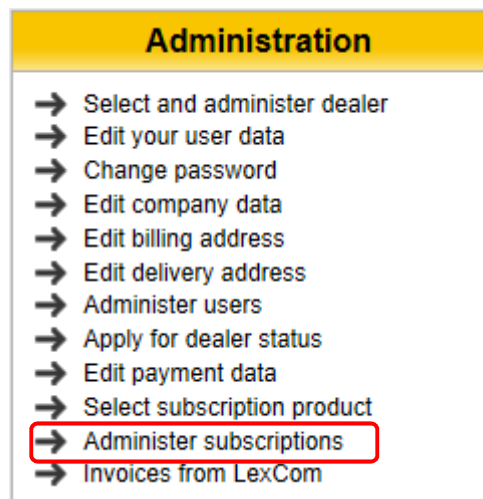 Administration
Select and administer dealer
Edit your user data
Change password
Edit company data
Edit billing address
Edit delivery address
Administer users
Apply for dealer status
Edit payment data
Select subscription product
Administer subscriptions
Invoices from LexCom